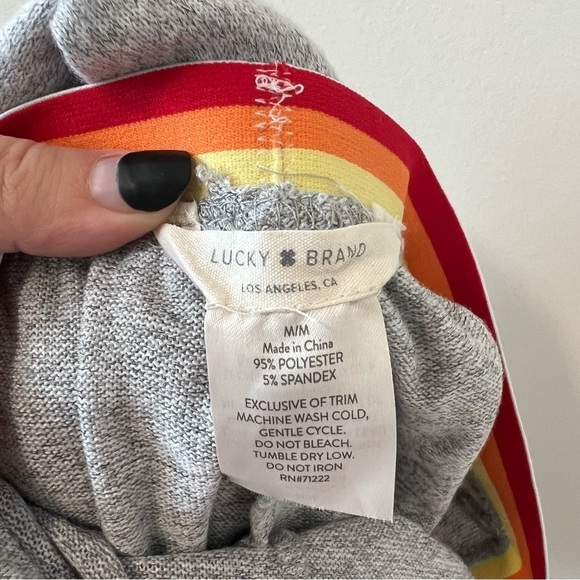 LUCKY BRAND
LOS ANGELES, CA
M/M
Made in China
95% POLYESTER
5% SPANDEX
EXCLUSIVE OF TRIM
MACHINE WASH COLD,
GENTLE CYCLE.
DO NOT BLEACH.
TUMBLE DRY LOW.
DO NOT IRON
RN#71222